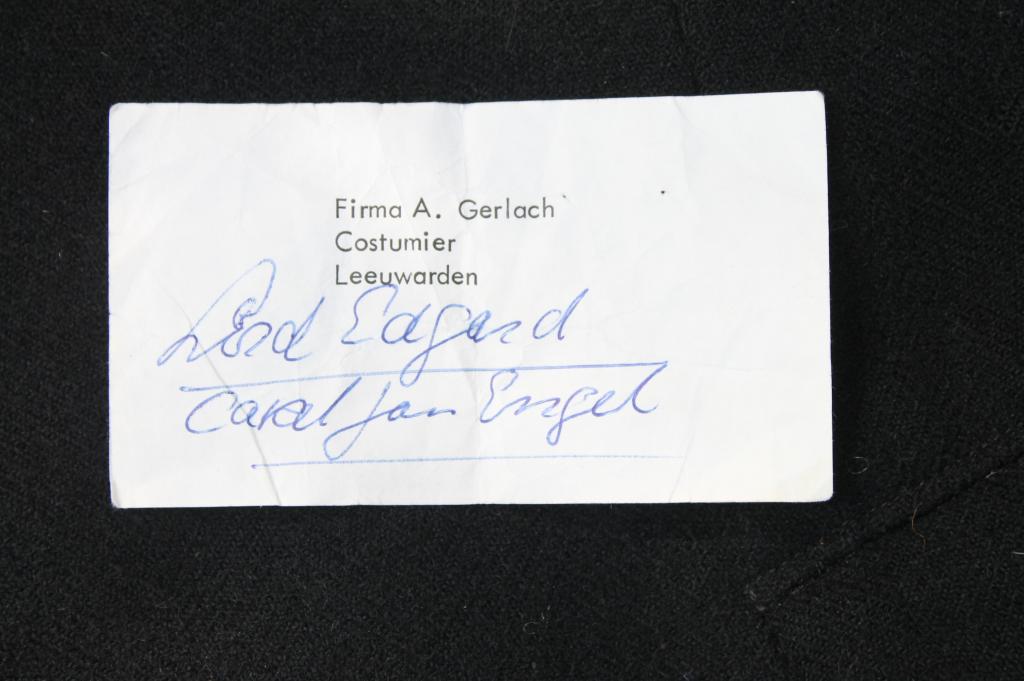 Firma A. Gerlach
Costumier
Leeuwarden
Lord Edgard
Carel Jan Engel